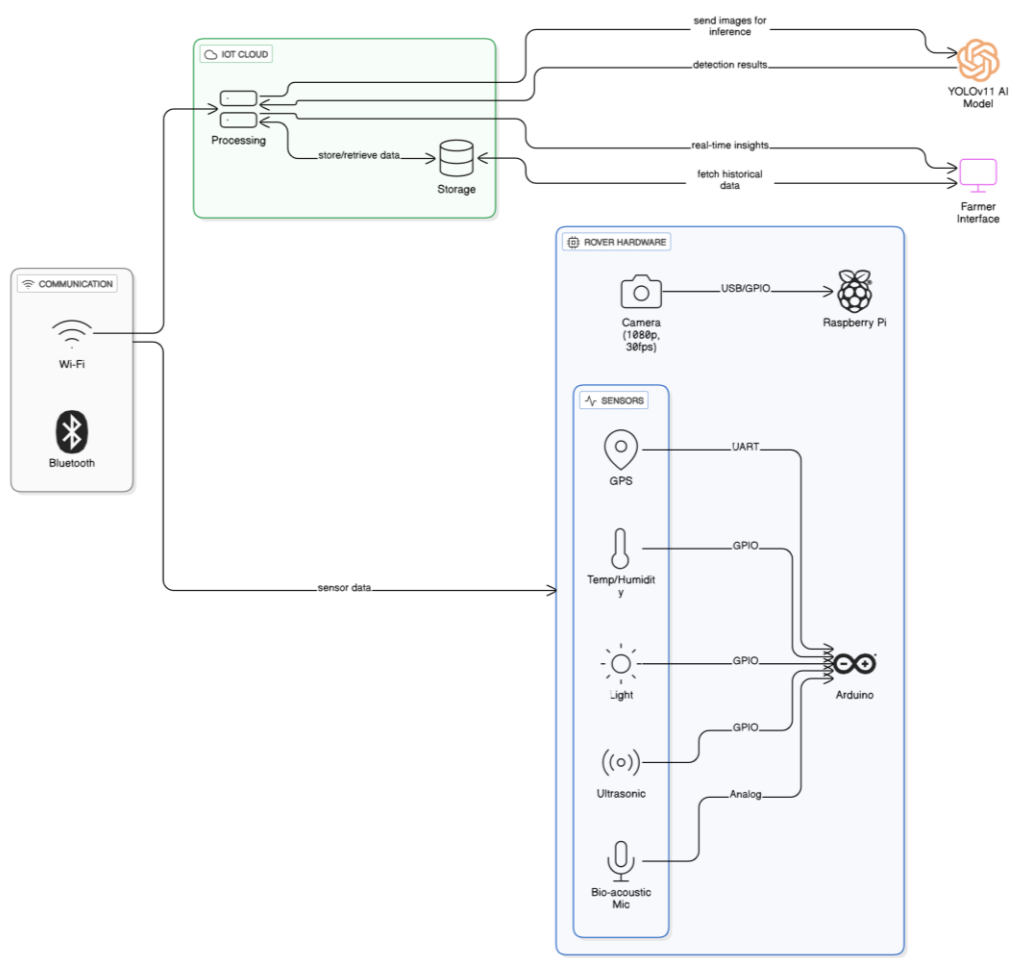 send images for
inference
IOT CLOUD
detection results
YOLOv11 AI
Model
Processing
store/retrieve data
real-time insights
Storage
fetch historical
data
Farmer
Interface
ROVER HARDWARE
COMMUNICATION
USB/GPIO
Camera
(1080p,
30fps)
Raspberry Pi
Wi-Fi
SENSORS
Bluetooth
UART
GPS
GPIO
Temp/Humidit
y
sensor data
GPIO
Light
Arduino
GPIO
Ultrasonic
Analog
Bio-acoustic
Mic